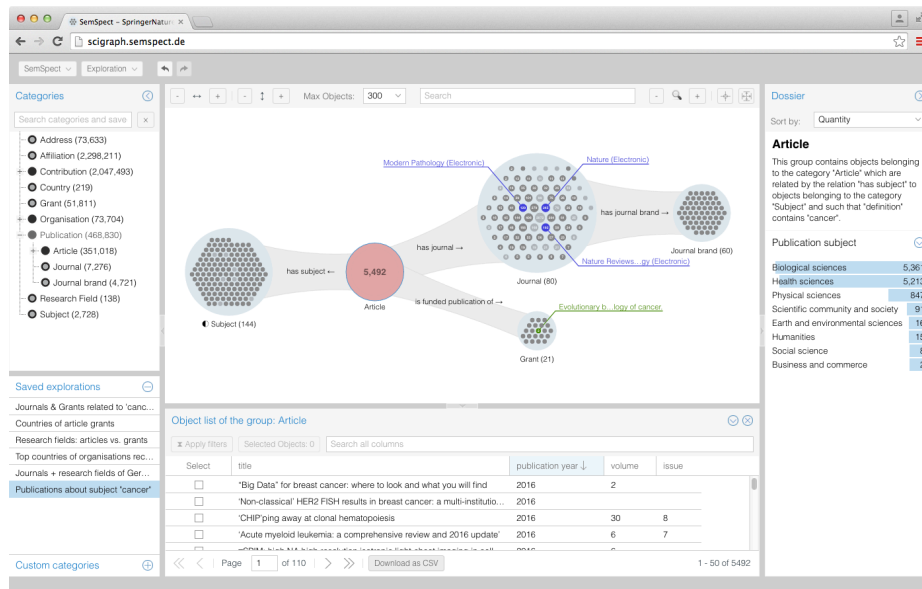 SemSpect – SpringerNatur
scigraph.semspect.de
SemSpect
Exploration
Categories
Search categories and save
Address (73,633)
Affiliation (2,298,211)
Contribution (2,047,493)
Country (219)
Grant (51,811)
Organisation (73,704)
Publication (468,830)
Article (351,018)
Journal (7,276)
Journal brand (4,721)
Research Field (138)
Subject (2,728)
Saved explorations
Journals & Grants related to 'canc...
Countries of article grants
Research fields: articles vs. grants
Top countries of organisations rec...
Journals + research fields of Ger...
Publications about subject "cancer"
Custom categories
Max Objects: 300
Search
Modern Pathology (Electronic)
Nature (Electronic)
has journal brand →
has journal →
Journal brand (60)
Nature Reviews...gy (Electronic)
has subject ←
5,492
Journal (80)
Article
is funded publication of →
Evolutionary b...logy of cancer
Subject (144)
Grant (21)
Object list of the group: Article
Apply filters
Selected Objects: 0
Search all columns
Select title publication year ↓ volume issue
"Big Data" for breast cancer: where to look and what you will find 2016 2
'Non-classical' HER2 FISH results in breast cancer: a multi-institutio... 2016
'CHIP'ping away at clonal hematopoiesis 2016 30 8
'Acute myeloid leukemia: a comprehensive review and 2016 update' 2016 6 7
Page 1 of 110
Download as CSV
1 - 50 of 5492
Dossier
Sort by: Quantity
Article
This group contains objects belonging
to the category "Article" which are
related by the relation "has subject" to
objects belonging to the category
"Subject" and such that "definition"
contains "cancer".
Publication subject
Biological sciences
Health sciences
Physical sciences
Scientific community and society
Earth and environmental sciences
Humanities
Social science
Business and commerce